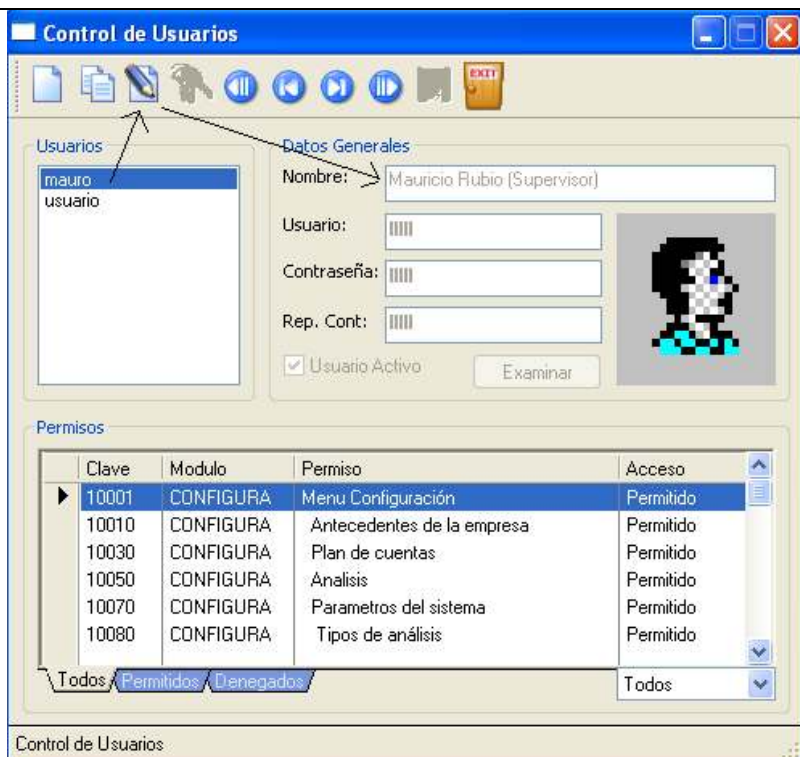 Control de Usuarios
EXIT
Usuarios
mauro
usuario
Datos Generales
Nombre: Mauricio Rubio (Supervisor)
Usuario:
Contraseña:
Rep. Cont:
Usuario Activo
Examinar
Permisos
Clave Modulo Permiso Acceso
10001 CONFIGURA Menu Configuración Permitido
10010 CONFIGURA Antecedentes de la empresa Permitido
10030 CONFIGURA Plan de cuentas Permitido
10050 CONFIGURA Analisis Permitido
10070 CONFIGURA Parametros del sistema Permitido
10080 CONFIGURA Tipos de análisis Permitido
Todos Permitidos Denegados Todos
Control de Usuarios